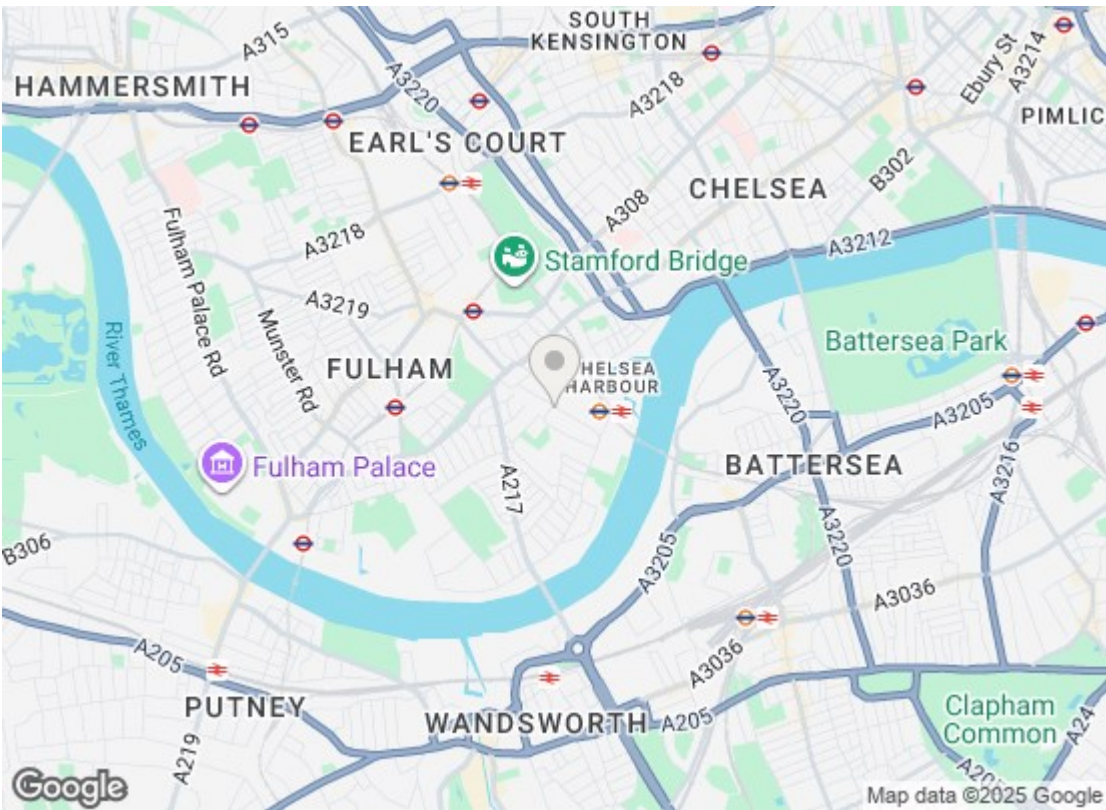 SOUTH
KENSINGTON
A315
A3220
HAMMERSMITH
A3218
Ebury St
A3214
PIMLIC
EARL'S COURT
CHELSEA
B302
A308
Fulham Palace Rd
A3218
A3212
Stamford Bridge
A3219
Munster Rd
River Thames
FULHAM
HELSEA
HARBOUR
Battersea Park
A3220
A3205
Fulham Palace
A217
BATTERSEA
A3216
B306
A3220
A3205
A3036
A205
A3036
PUTNEY
WANDSWORTH
A205
Clapham
Common
A24
A219
Google
Map data ©2025 Google